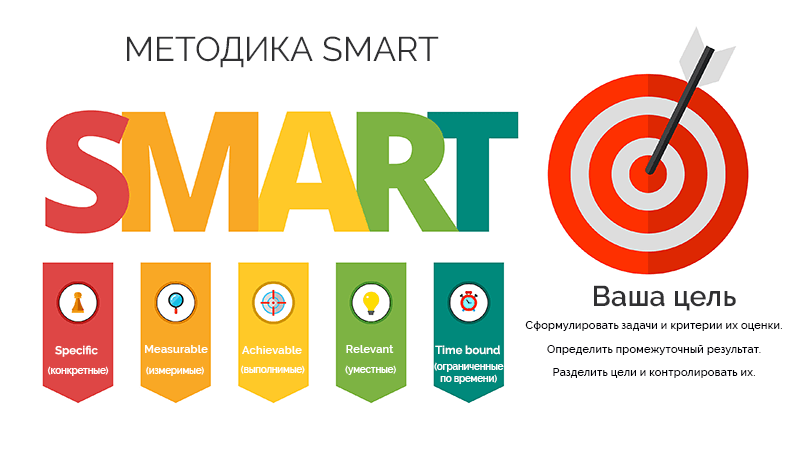 МЕТОДИКА SMART
SMART
Specific
(конкретные)
Measurable
(измеримые)
Achievable
(выполнимые)
Relevant
(уместные)
Time bound
(ограниченные
по времени)
Ваша цель
Сформулировать задачи и критерии их оценки.
Определить промежуточный результат.
Разделить цели и контролировать их.